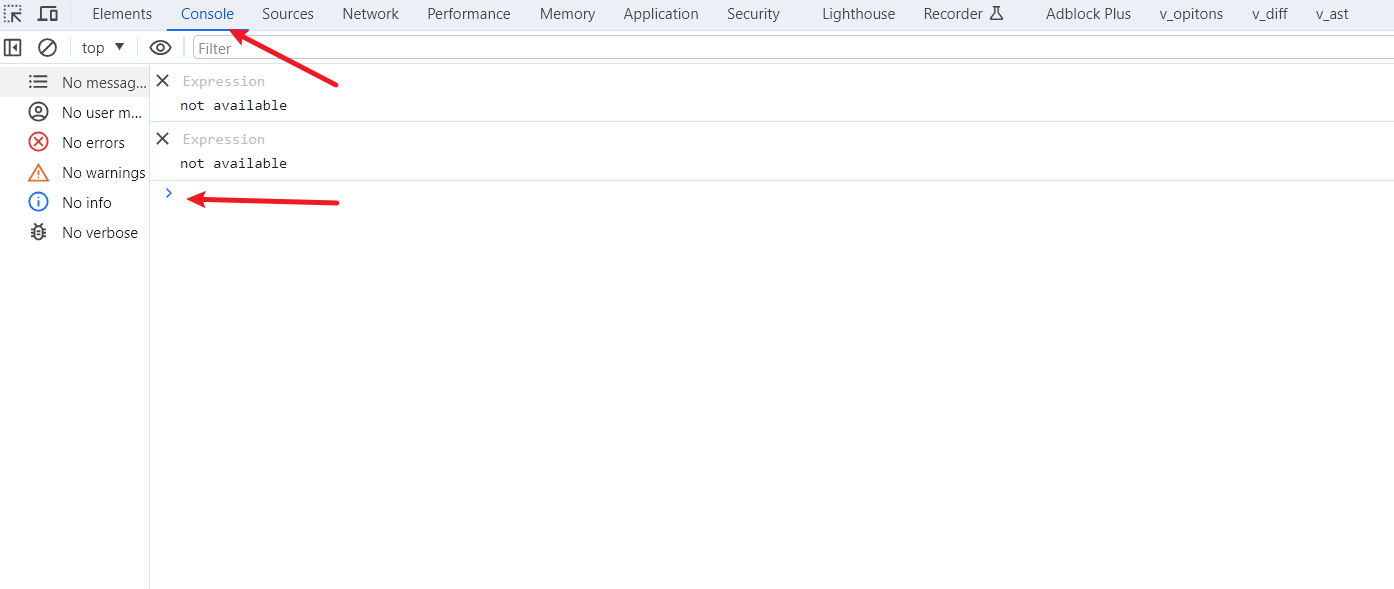 Elements Console Sources Network Performance Memory Application Security Lighthouse Recorder Adblock Plus v_opitons v_diff v_ast
top Filter
No messag...
No user m...
No errors
No warnings
No info
No verbose
Expression
not available
Expression
not available